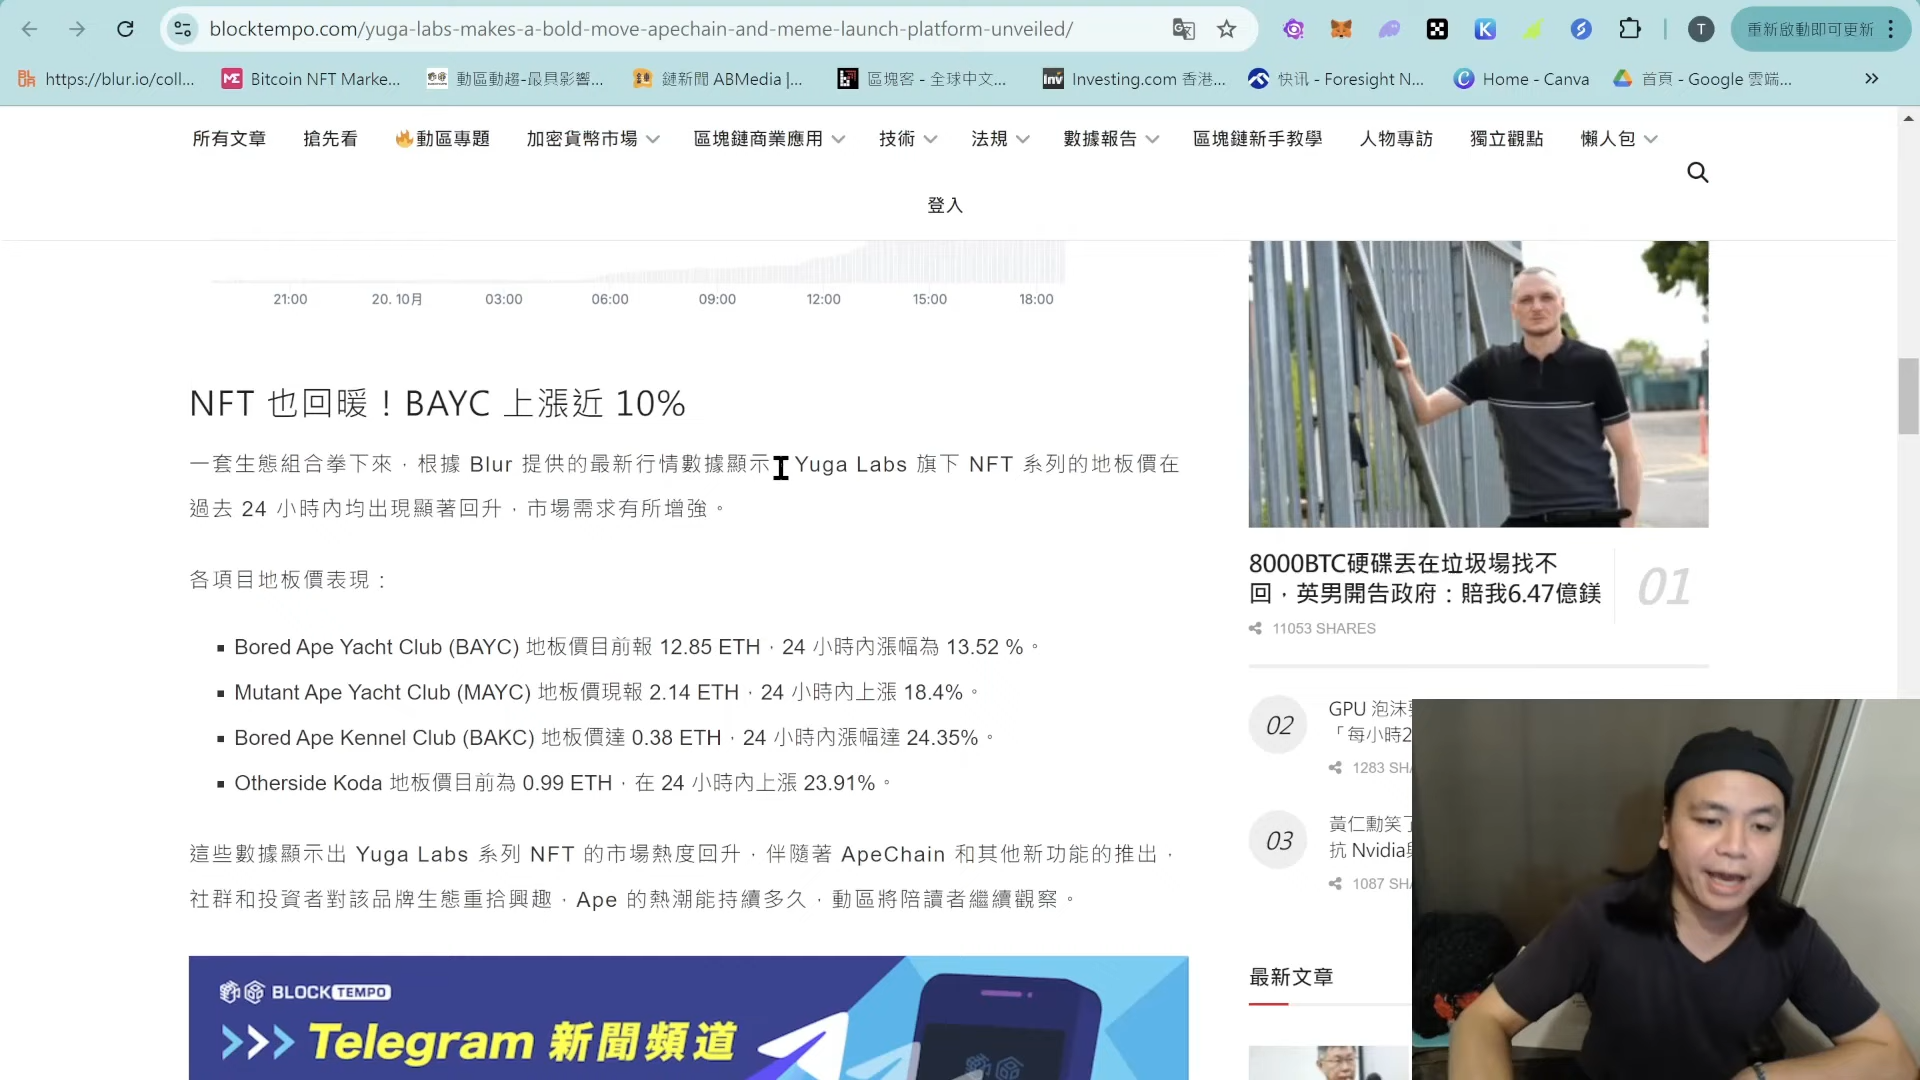 blocktempo.com/yuga-labs-makes-a-bold-move-apechain-and-meme-launch-platform-unveiled/
T
重新啟動即可更新
https://blur.io/coll...
Bitcoin NFT Marke...
動區動趨-最具影響...
鏈新聞 ABMedia |...
區塊客 - 全球中文...
Investing.com 香港...
快讯 - Foresight N...
Home - Canva
首頁 - Google 雲端...
所有文章
搶先看
🔥動區專題
加密貨幣市場
區塊鏈商業應用
技術
法規
數據報告
區塊鏈新手教學
人物專訪
獨立觀點
懶人包
登入
21:00 20. 10月 03:00 06:00 09:00 12:00 15:00 18:00
NFT 也回暖！BAYC 上漲近 10%
一套生態組合拳下來，根據 Blur 提供的最新行情數據顯示，Yuga Labs 旗下 NFT 系列的地板價在
過去 24 小時內均出現顯著回升，市場需求有所增強。
各項目地板價表現：
▪ Bored Ape Yacht Club (BAYC) 地板價目前報 12.85 ETH，24 小時內漲幅為 13.52 %。
▪ Mutant Ape Yacht Club (MAYC) 地板價現報 2.14 ETH，24 小時內上漲 18.4%。
▪ Bored Ape Kennel Club (BAKC) 地板價達 0.38 ETH，24 小時內漲幅達 24.35%。
▪ Otherside Koda 地板價目前為 0.99 ETH，在 24 小時內上漲 23.91%。
這些數據顯示出 Yuga Labs 系列 NFT 的市場熱度回升，伴隨著 ApeChain 和其他新功能的推出，
社群和投資者對該品牌生態重拾興趣，Ape 的熱潮能持續多久，動區將陪讀者繼續觀察。
BLOCKTEMPO
>>> Telegram 新聞頻道
8000BTC硬碟丟在垃圾場找不
回，英男開告政府：賠我6.47億鎂
01
11053 SHARES
02
GPU 泡沫
「每小時2
1283 SHA
03
黃仁勳笑了
抗 Nvidia
1087 SHA
最新文章